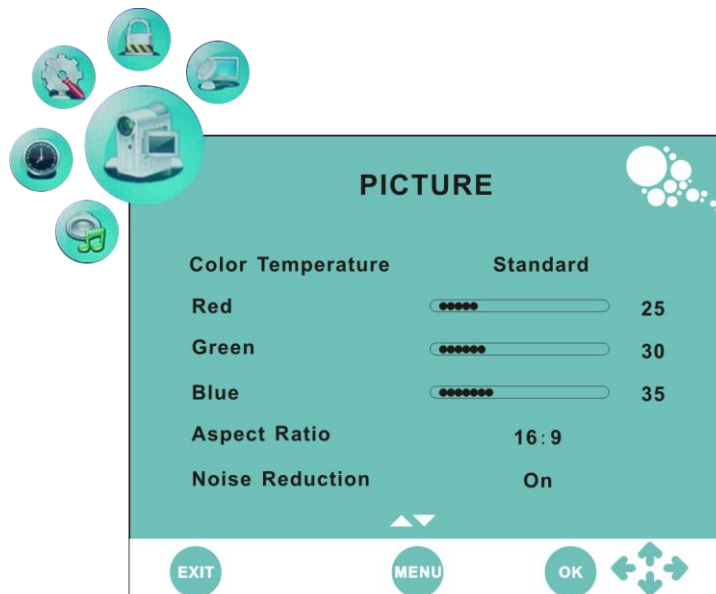 PICTURE
Color Temperature Standard
Red 25
Green 30
Blue 35
Aspect Ratio 16:9
Noise Reduction On
EXIT MENU OK